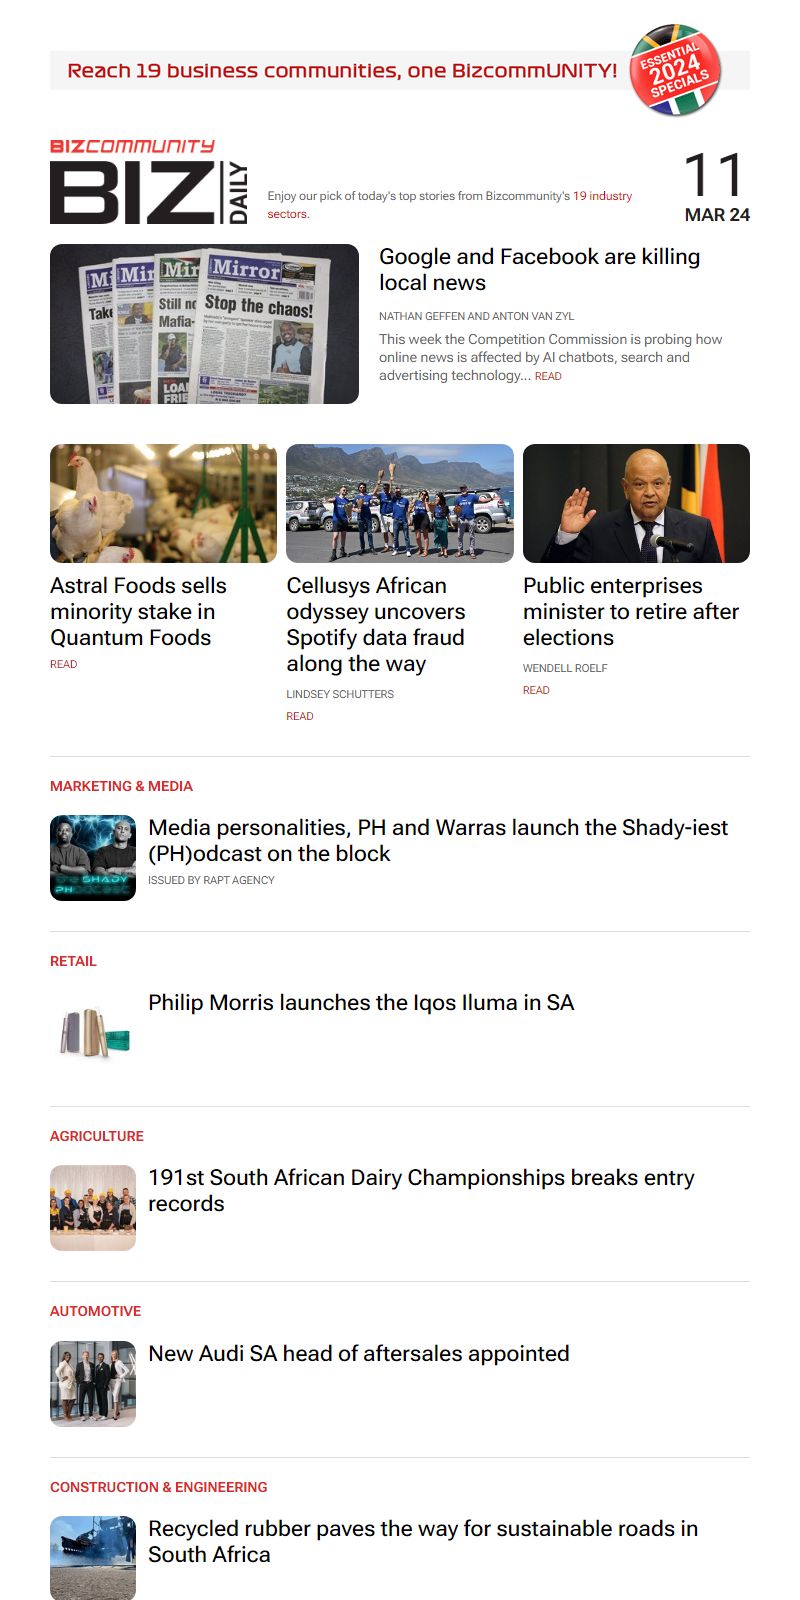 Reach 19 business communities, one BizcommUNITY!
ESSENTIAL
2024
SPECIALS
BIZCOMMUNITY
BIZ
DAILY
Enjoy our pick of today's top stories from Bizcommunity's 19 industry
sectors.
11
MAR 24
Mirror
Stop the chaos!
Google and Facebook are killing
local news
NATHAN GEFFEN AND ANTON VAN ZYL
This week the Competition Commission is probing how
online news is affected by AI chatbots, search and
advertising technology... READ
Astral Foods sells
minority stake in
Quantum Foods
READ
Cellusys African
odyssey uncovers
Spotify data fraud
along the way
LINDSEY SCHUTTERS
READ
Public enterprises
minister to retire after
elections
WENDELL ROELF
READ
MARKETING & MEDIA
Media personalities, PH and Warras launch the Shady-iest
(PH)odcast on the block
ISSUED BY RAPT AGENCY
RETAIL
Philip Morris launches the Iqos Iluma in SA
AGRICULTURE
191st South African Dairy Championships breaks entry
records
AUTOMOTIVE
New Audi SA head of aftersales appointed
CONSTRUCTION & ENGINEERING
Recycled rubber paves the way for sustainable roads in
South Africa